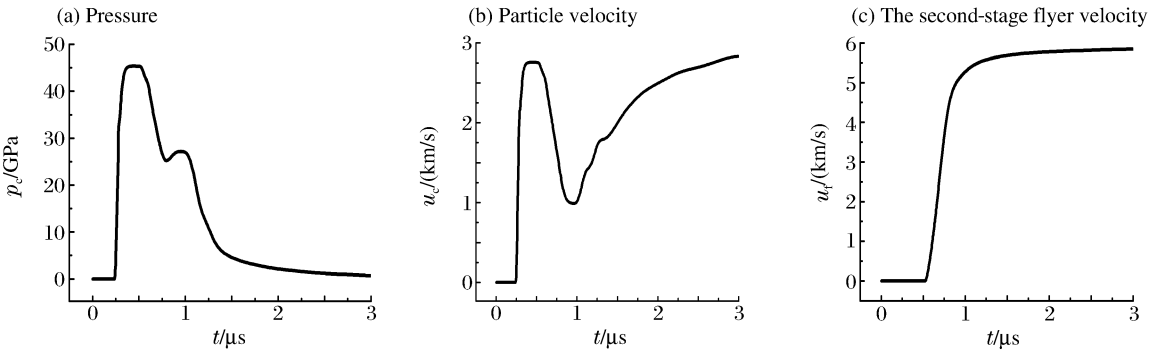 (a) Pressure
50
40
30
20
10
0
p_c/GPa
0 1 2 3
t/μs
(b) Particle velocity
3
2
1
0
u_c/(km/s)
0 1 2 3
t/μs
(c) The second-stage flyer velocity
6
5
4
3
2
1
0
u_f/(km/s)
0 1 2 3
t/μs